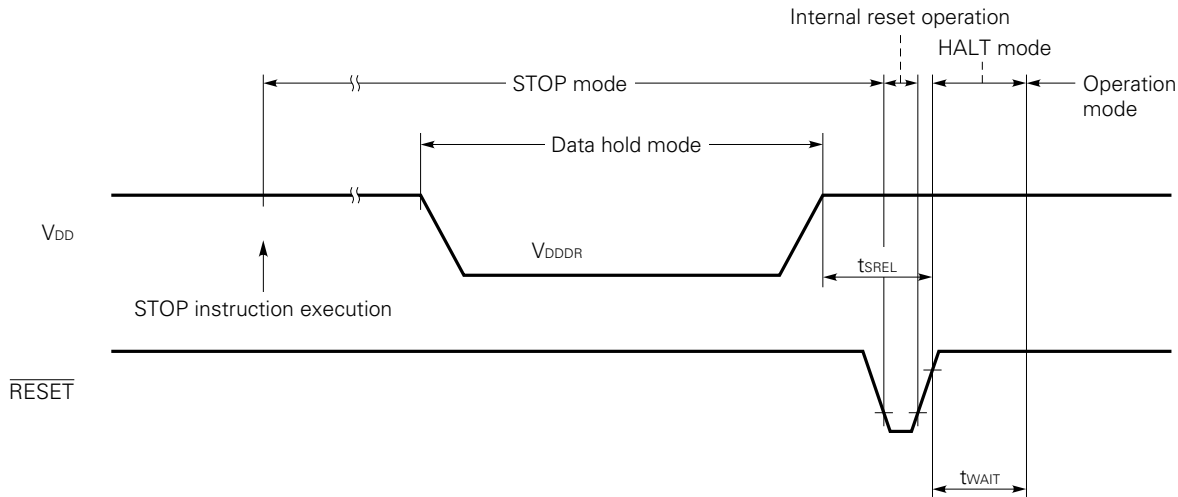 Internal reset operation
HALT mode
STOP mode
Operation
mode
Data hold mode
VDD
VDDDR
tSREL
STOP instruction execution
RESET
tWAIT